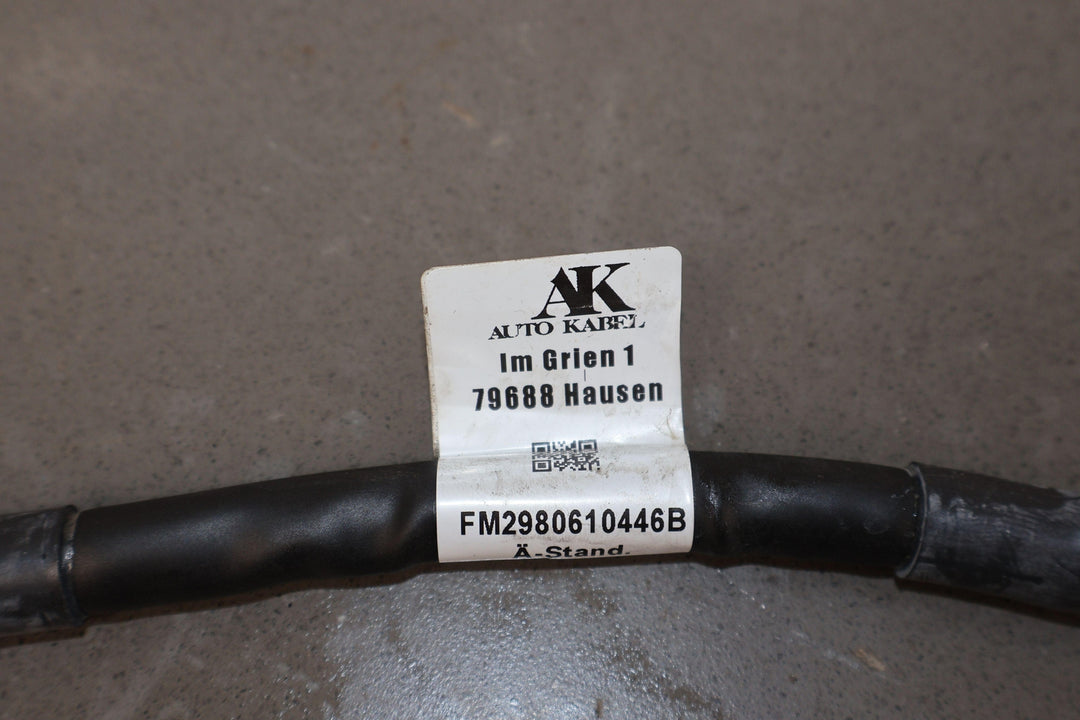 AK
AUTO KABEL
Im Grien 1
79688 Hausen
FM2980610446B
Ä-Stand.